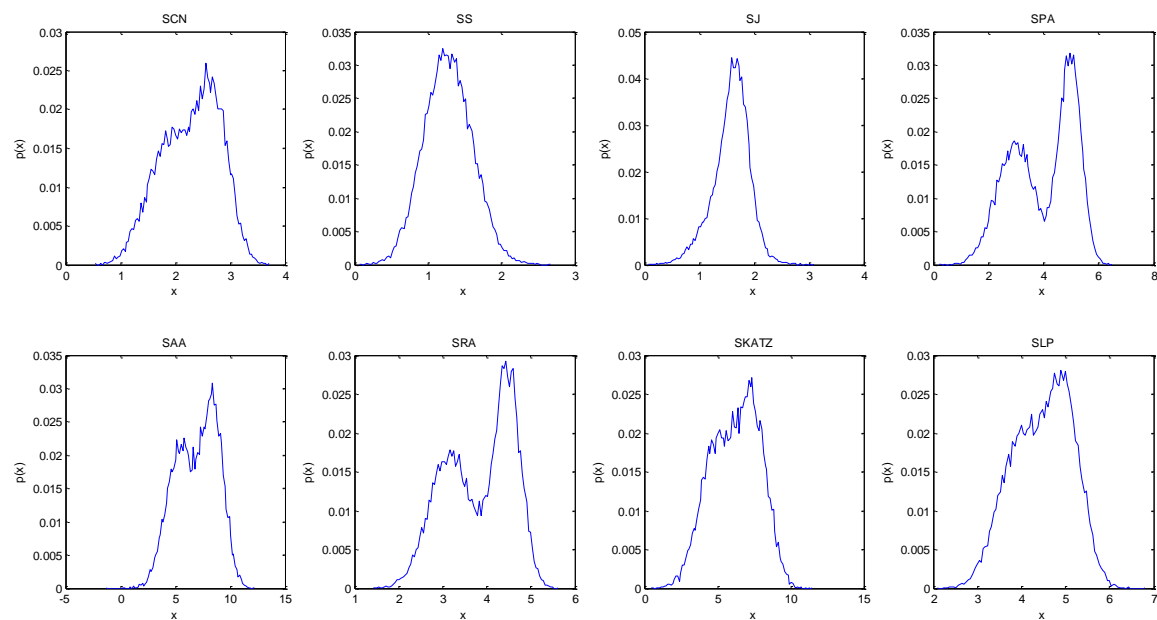 SCN
SS
SJ
SPA
0.03
0.025
0.02
0.015
0.01
0.005
0
p(x)
0 1 2 3 4
x
0.035
0.03
0.025
0.02
0.015
0.01
0.005
0
p(x)
0 1 2 3
x
0.05
0.04
0.03
0.02
0.01
0
p(x)
0 1 2 3 4
x
0.035
0.03
0.025
0.02
0.015
0.01
0.005
0
p(x)
0 2 4 6 8
x
SAA
SRA
SKATZ
SLP
0.035
0.03
0.025
0.02
0.015
0.01
0.005
0
p(x)
-5 0 5 10 15
x
0.03
0.025
0.02
0.015
0.01
0.005
0
p(x)
1 2 3 4 5 6
x
0.03
0.025
0.02
0.015
0.01
0.005
0
p(x)
0 5 10 15
x
0.03
0.025
0.02
0.015
0.01
0.005
0
p(x)
2 3 4 5 6 7
x